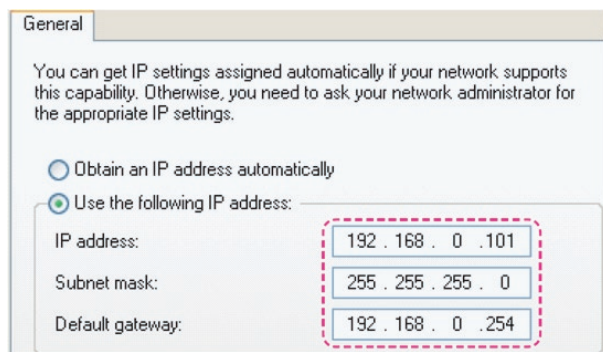 General
You can get IP settings assigned automatically if your network supports
this capability. Otherwise, you need to ask your network administrator for
the appropriate IP settings.
Obtain an IP address automatically
Use the following IP address:
IP address: 192 . 168 . 0 .101
Subnet mask: 255 . 255 . 255 . 0
Default gateway: 192 . 168 . 0 .254